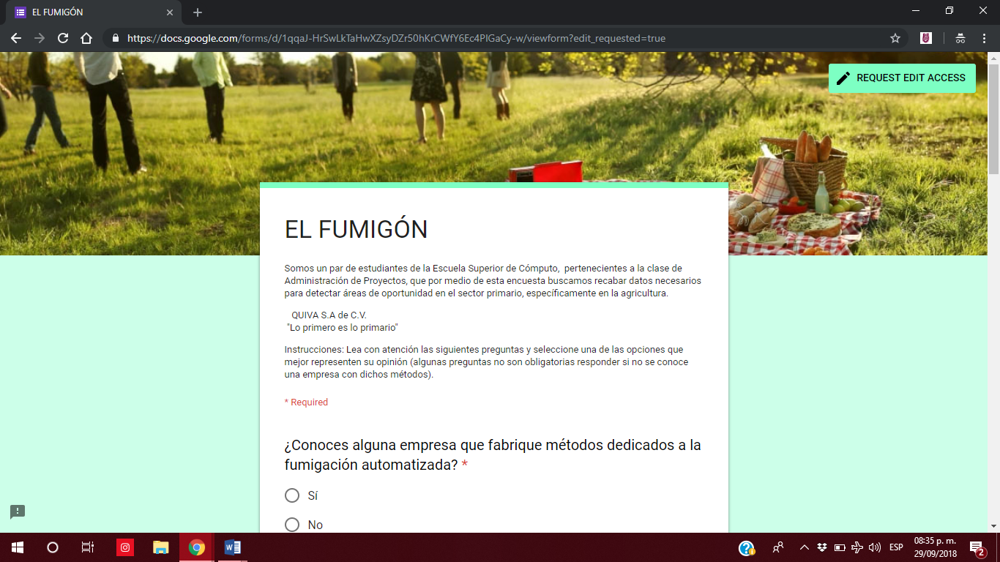 EL FUMIGÓN
https://docs.google.com/forms/d/1qqaJ-HrSwLkTaHwXZsyDZr50hKrCWfY6Ec4PIGaCy-w/viewform?edit_requested=true
REQUEST EDIT ACCESS
EL FUMIGÓN
Somos un par de estudiantes de la Escuela Superior de Cómputo, pertenecientes a la clase de
Administración de Proyectos, que por medio de esta encuesta buscamos recabar datos necesarios
para detectar áreas de oportunidad en el sector primario, específicamente en la agricultura.
QUIVA S.A de C.V.
"Lo primero es lo primario"
Instrucciones: Lea con atención las siguientes preguntas y seleccione una de las opciones que
mejor representen su opinión (algunas preguntas no son obligatorias responder si no se conoce
una empresa con dichos métodos).
* Required
¿Conoces alguna empresa que fabrique métodos dedicados a la
fumigación automatizada? *
Sí
No
ESP
08:35 p. m.
29/09/2018
2